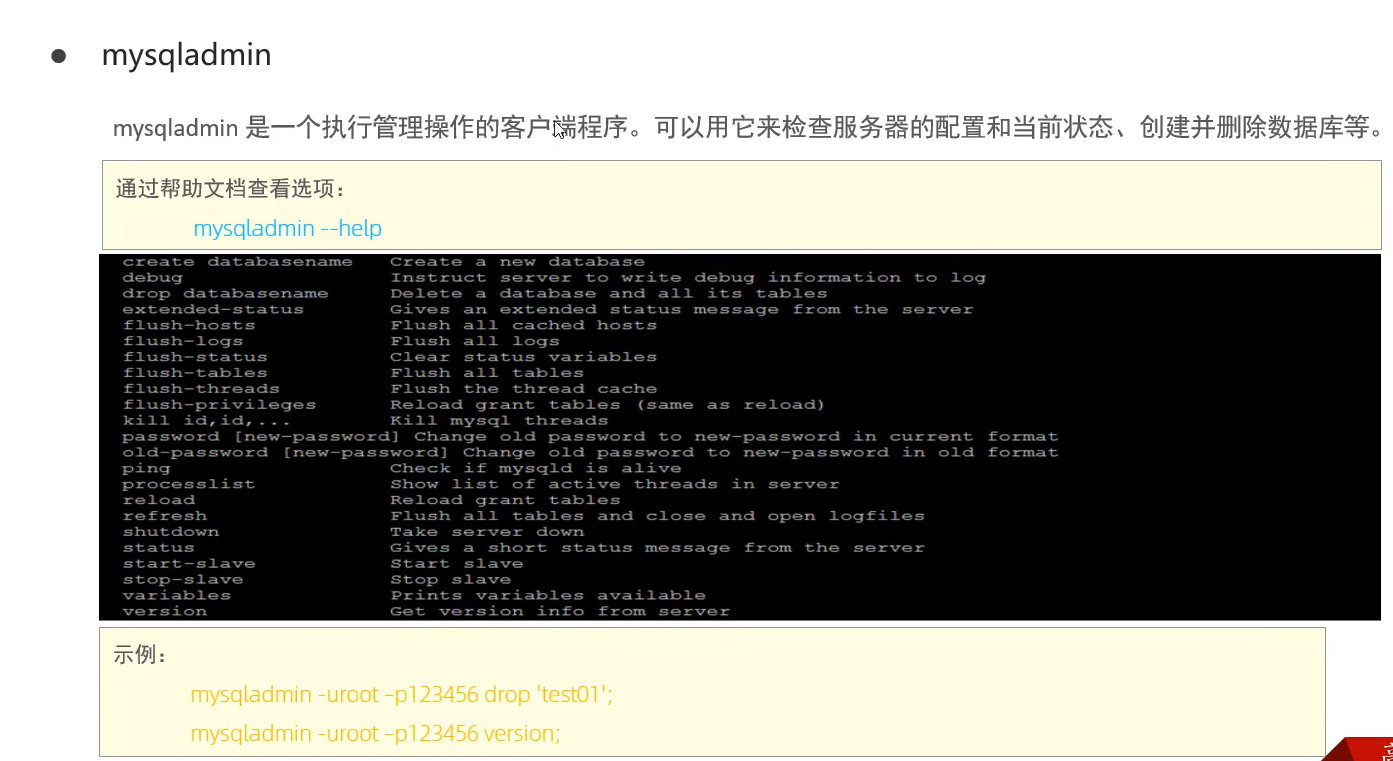 ● mysqladmin
mysqladmin 是一个执行管理操作的客户端程序。可以用它来检查服务器的配置和当前状态、创建并删除数据库等。
通过帮助文档查看选项：
mysqladmin --help
create databasename    Create a new database
debug    Instruct server to write debug information to log
drop databasename    Delete a database and all its tables
extended-status    Gives an extended status message from the server
flush-hosts    Flush all cached hosts
flush-logs    Flush all logs
flush-status    Clear status variables
flush-tables    Flush all tables
flush-threads    Flush the thread cache
flush-privileges    Reload grant tables (same as reload)
kill id,id,...    Kill mysql threads
password [new-password] Change old password to new-password in current format
old-password [new-password] Change old password to new-password in old format
ping    Check if mysqld is alive
processlist    Show list of active threads in server
reload    Reload grant tables
refresh    Flush all tables and close and open logfiles
shutdown    Take server down
status    Gives a short status message from the server
start-slave    Start slave
stop-slave    Stop slave
variables    Prints variables available
version    Get version info from server
示例：
mysqladmin -uroot –p123456 drop 'test01';
mysqladmin -uroot –p123456 version;